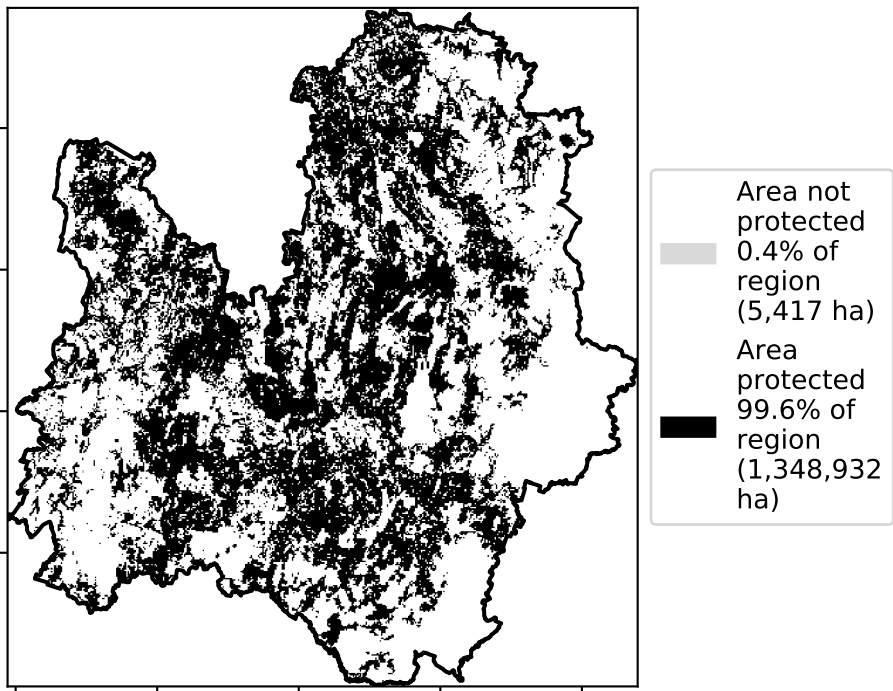 Area not
protected
0.4% of
region
(5,417 ha)
Area
protected
99.6% of
region
(1,348,932
ha)